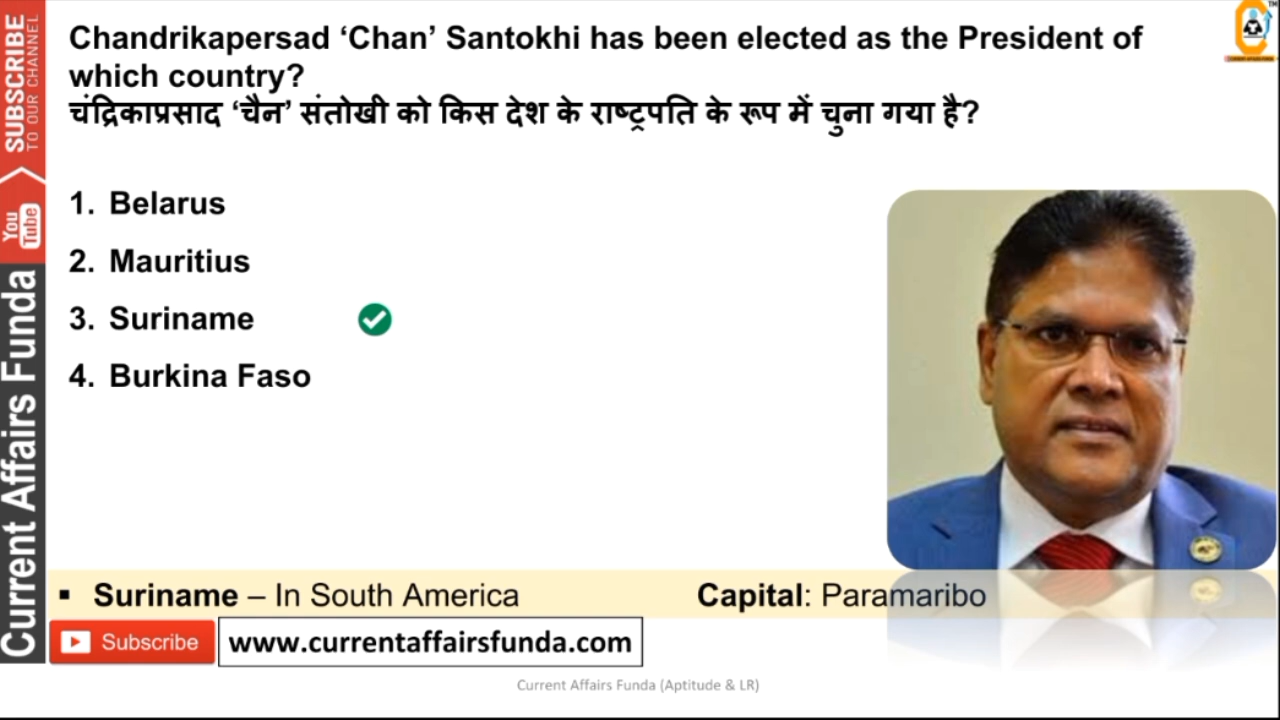 Chandrikapersad ‘Chan’ Santokhi has been elected as the President of
which country?
चंद्रिकाप्रसाद ‘चैन’ संतोखी को किस देश के राष्ट्रपति के रूप में चुना गया है?
1. Belarus
2. Mauritius
3. Suriname
4. Burkina Faso
▪ Suriname – In South America Capital: Paramaribo
Subscribe www.currentaffairsfunda.com
Current Affairs Funda (Aptitude & LR)
SUBSCRIBE
TO OUR CHANNEL
You
Tube
Current Affairs Funda
TM